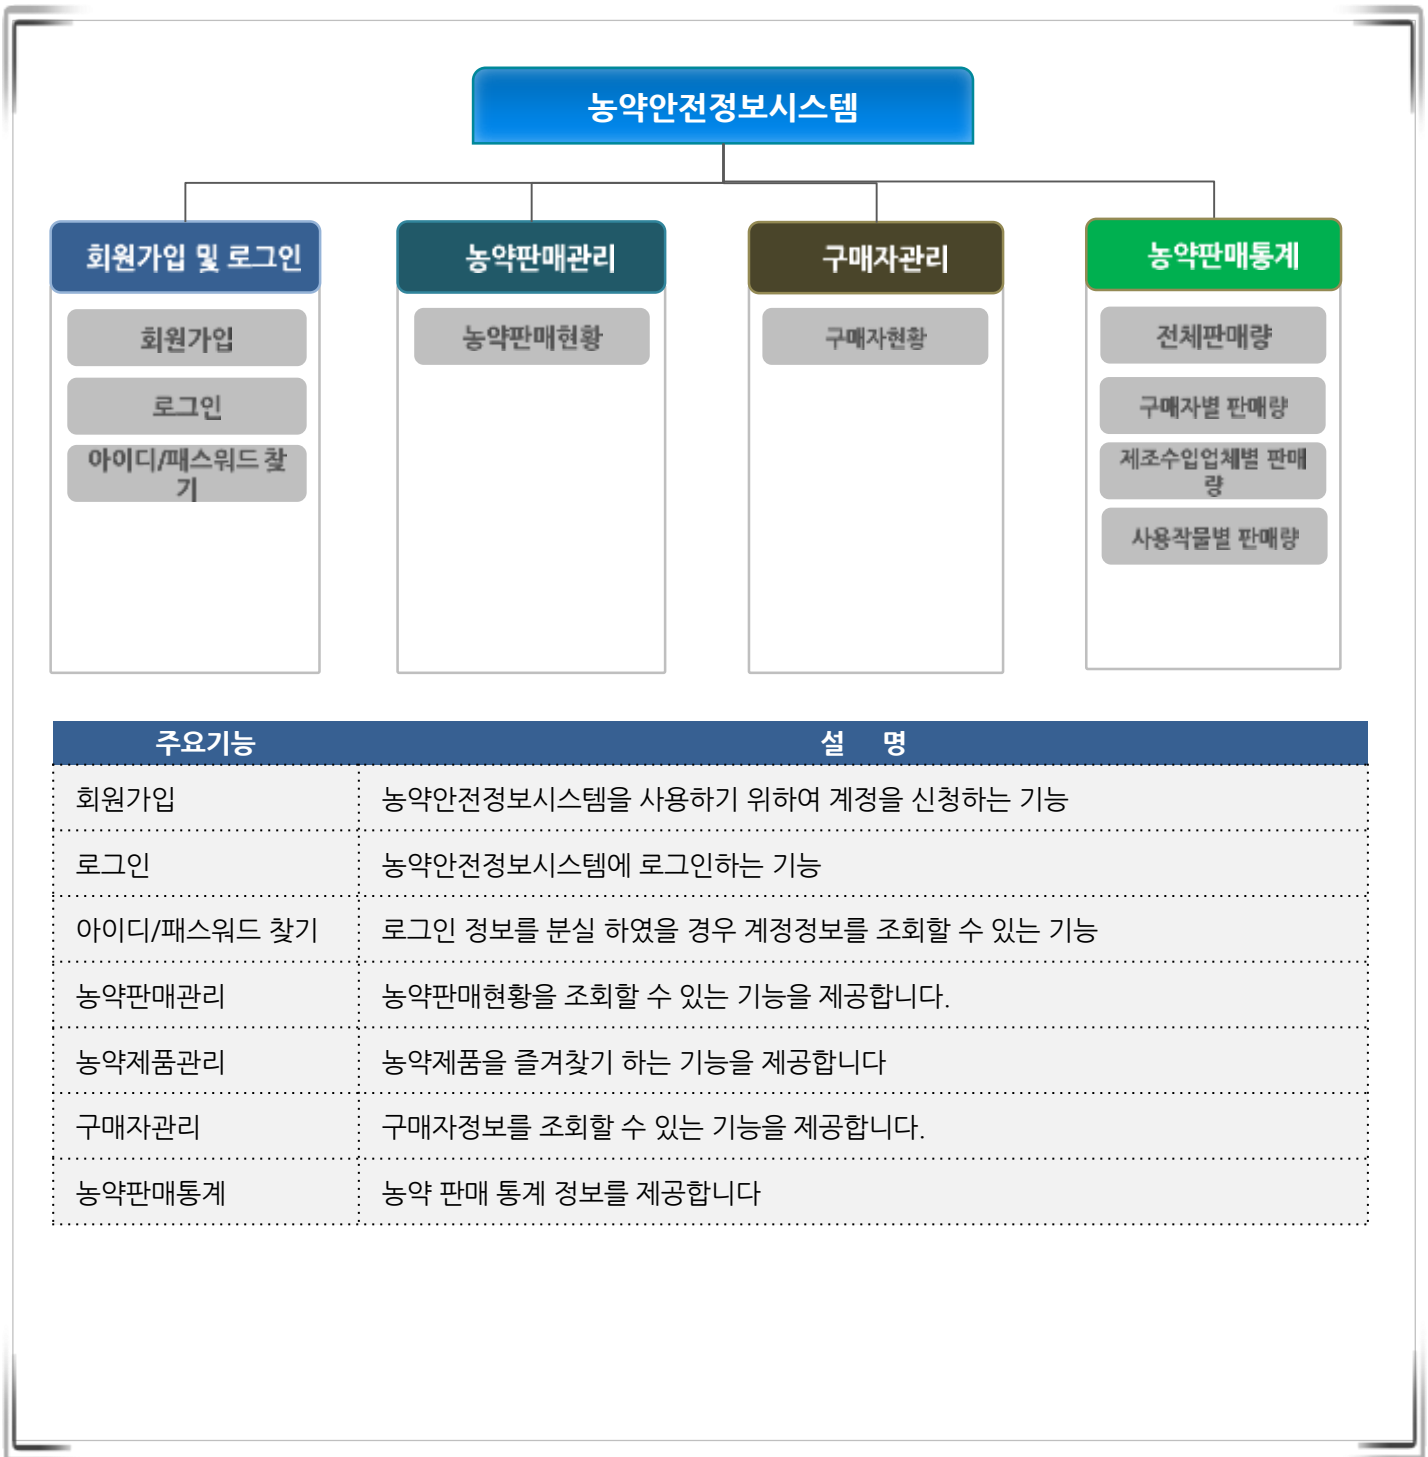 농약안전정보시스템
회원가입 및 로그인
농약판매관리
구매자관리
농약판매통계
회원가입
로그인
아이디/패스워드 찾
기
농약판매현황
구매자현황
전체판매량
구매자별 판매량
제조수입업체별 판매
량
사용작물별 판매량
주요기능 설 명
회원가입 농약안전정보시스템을 사용하기 위하여 계정을 신청하는 기능
로그인 농약안전정보시스템에 로그인하는 기능
아이디/패스워드 찾기 로그인 정보를 분실 하였을 경우 계정정보를 조회할 수 있는 기능
농약판매관리 농약판매현황을 조회할 수 있는 기능을 제공합니다.
농약제품관리 농약제품을 즐겨찾기 하는 기능을 제공합니다
구매자관리 구매자정보를 조회할 수 있는 기능을 제공합니다.
농약판매통계 농약 판매 통계 정보를 제공합니다